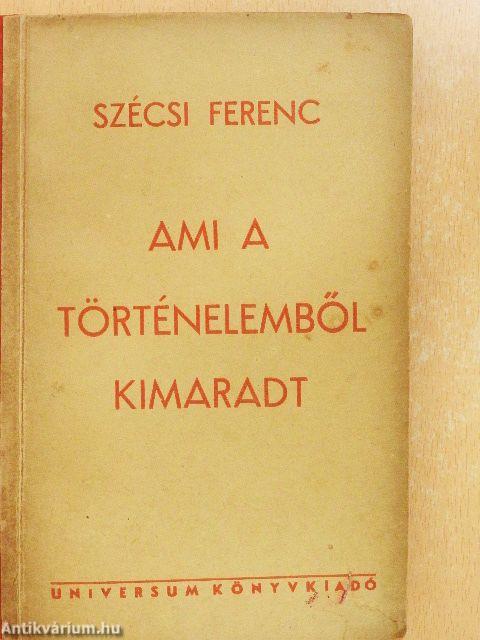 SZÉCSI FERENC
AMI A
TÖRTÉNELEMBŐL
KIMARADT
UNIVERSUM KÖNYVKIADÓ
Antikvárium.hu